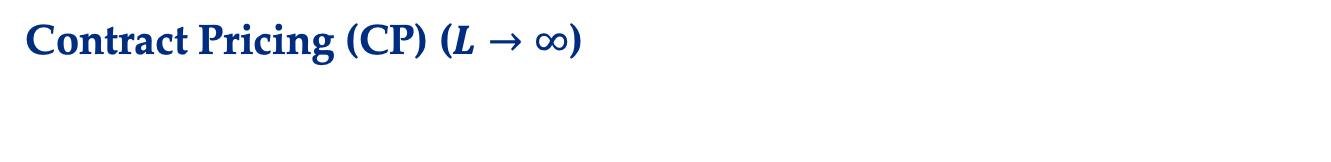 Contract Pricing (CP) (L → ∞)